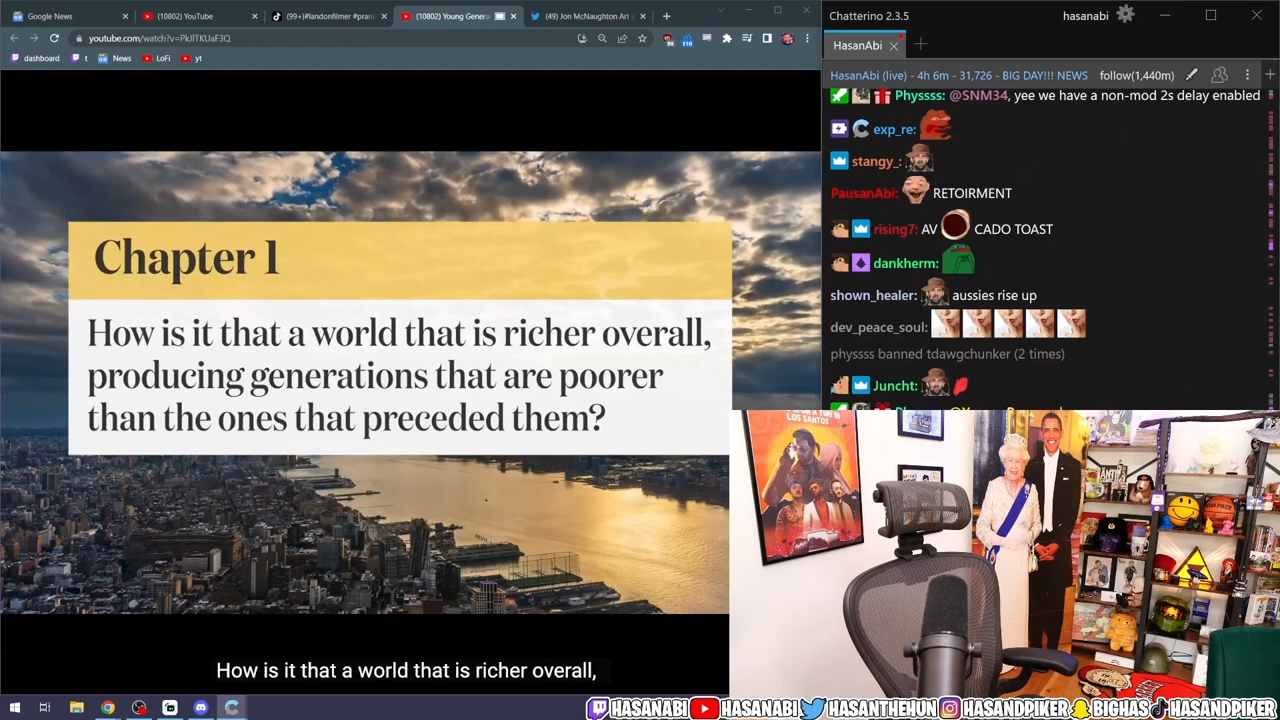 Google News
(10802) YouTube
(99+)#landonfilmer #pran
(10802) Young Genera
(49) Jon McNaughton Art
youtube.com/watch?v=PkJlTKUaF3Q
98
110
dashboard
t
News
LoFi
yt
Chapter 1
How is it that a world that is richer overall,
producing generations that are poorer
than the ones that preceded them?
How is it that a world that is richer overall,
Chatterino 2.3.5
hasanabi
HasanAbi
HasanAbi (live) - 4h 6m - 31,726 - BIG DAY!!! NEWS
follow(1,440m)
Physsss: @SNM34, yee we have a non-mod 2s delay enabled
exp_re:
stangy_:
PausanAbi: RETOIRMENT
rising7: AV CADO TOAST
dankherm:
shown_healer: aussies rise up
dev_peace_soul:
physsss banned tdawgchunker (2 times)
Juncht:
LOS SANTOS
HASANABI
HASANABI
HASANTHEHUN
HASANDPIKER
BIGHAS
HASANDPIKER